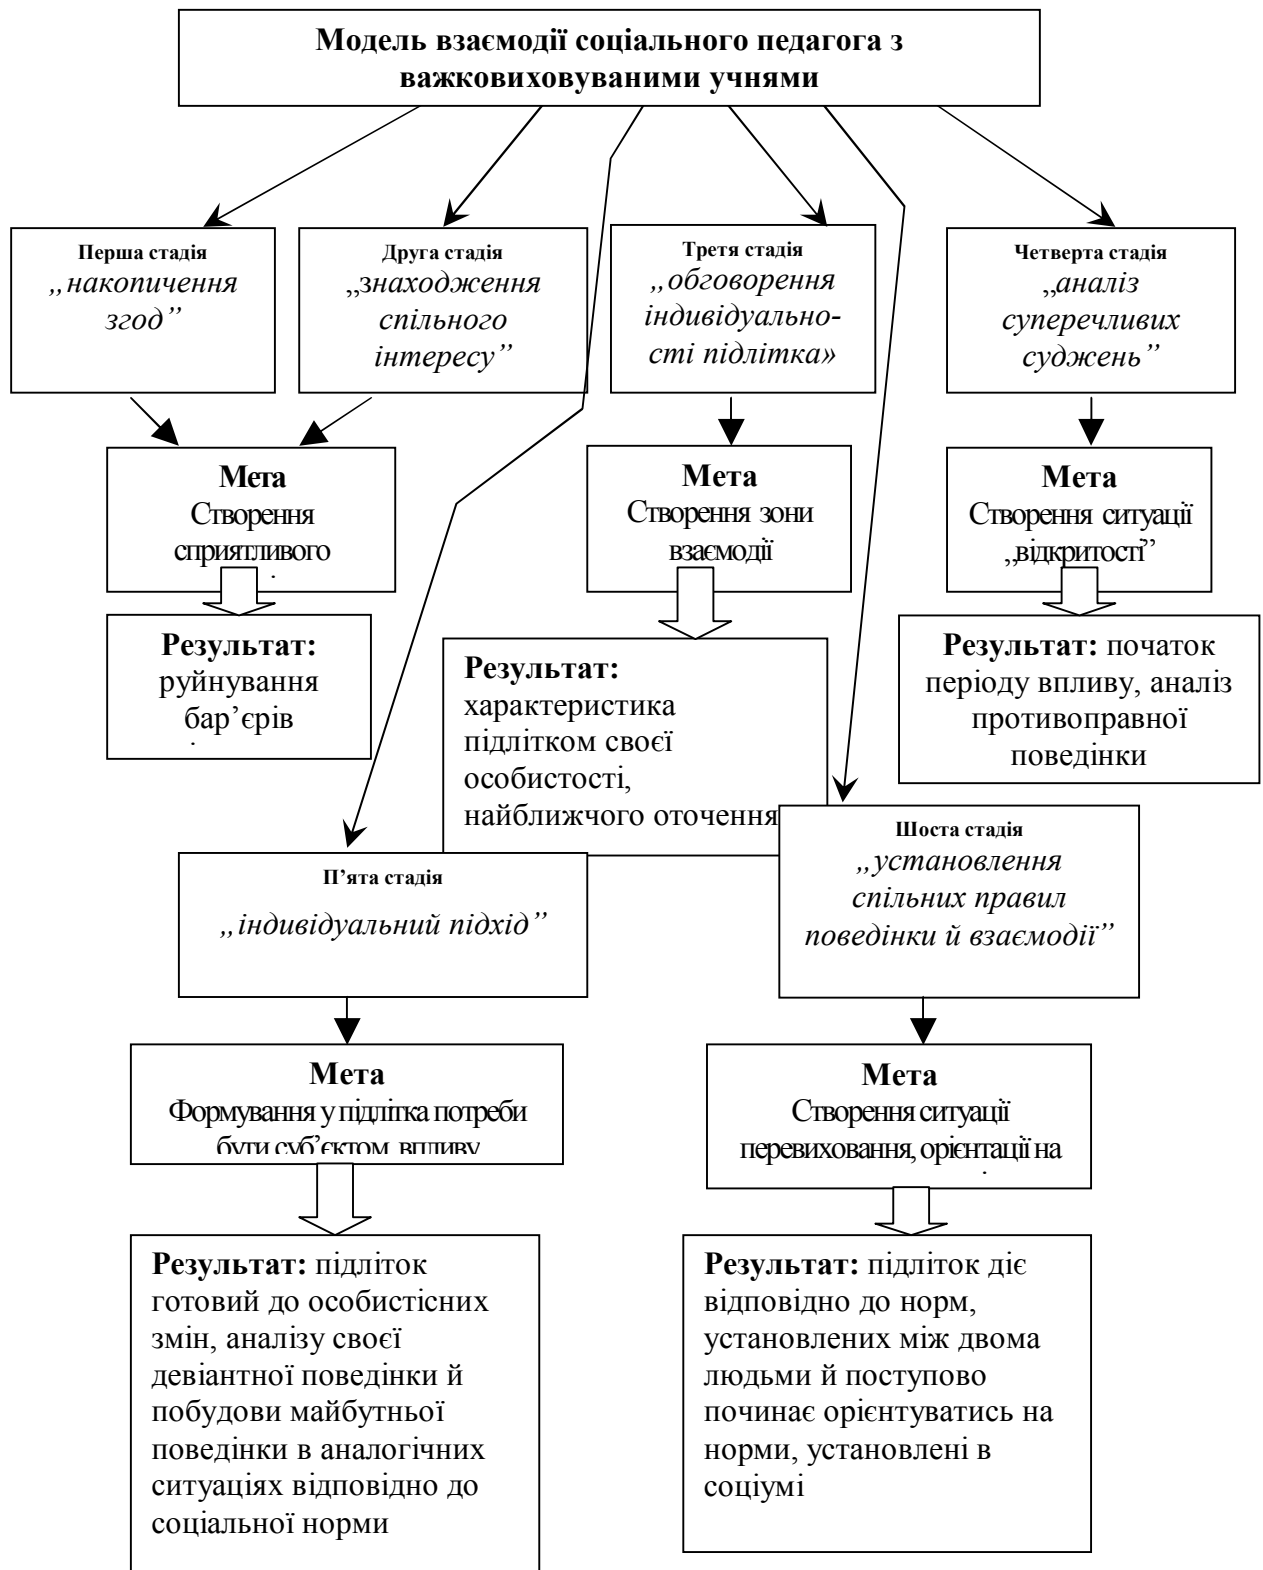 Модель взаємодії соціального педагога з
важковиховуваними учнями
Перша стадія
„накопичення
згод”
Друга стадія
„знаходження
спільного
інтересу”
Третя стадія
„обговорення
індивідуально-
сті підлітка»
Четверта стадія
„аналіз
суперечливих
суджень”
Мета
Створення
сприятливого
Мета
Створення зони
взаємодії
Мета
Створення ситуації
„відкритості”
Результат:
руйнування
бар’єрів
Результат:
характеристика
підлітком своєї
особистості,
найближчого оточення
Результат: початок
періоду впливу, аналіз
противоправної
поведінки
П’ята стадія
„індивідуальний підхід”
Шоста стадія
„установлення
спільних правил
поведінки й взаємодії”
Мета
Формування у підлітка потреби
бути суб’єктом впливу
Мета
Створення ситуації
перевиховання, орієнтації на
Результат: підліток
готовий до особистісних
змін, аналізу своєї
девіантної поведінки й
побудови майбутньої
поведінки в аналогічних
ситуаціях відповідно до
соціальної норми
Результат: підліток діє
відповідно до норм,
установлених між двома
людьми й поступово
починає орієнтуватись на
норми, установлені в
соціумі